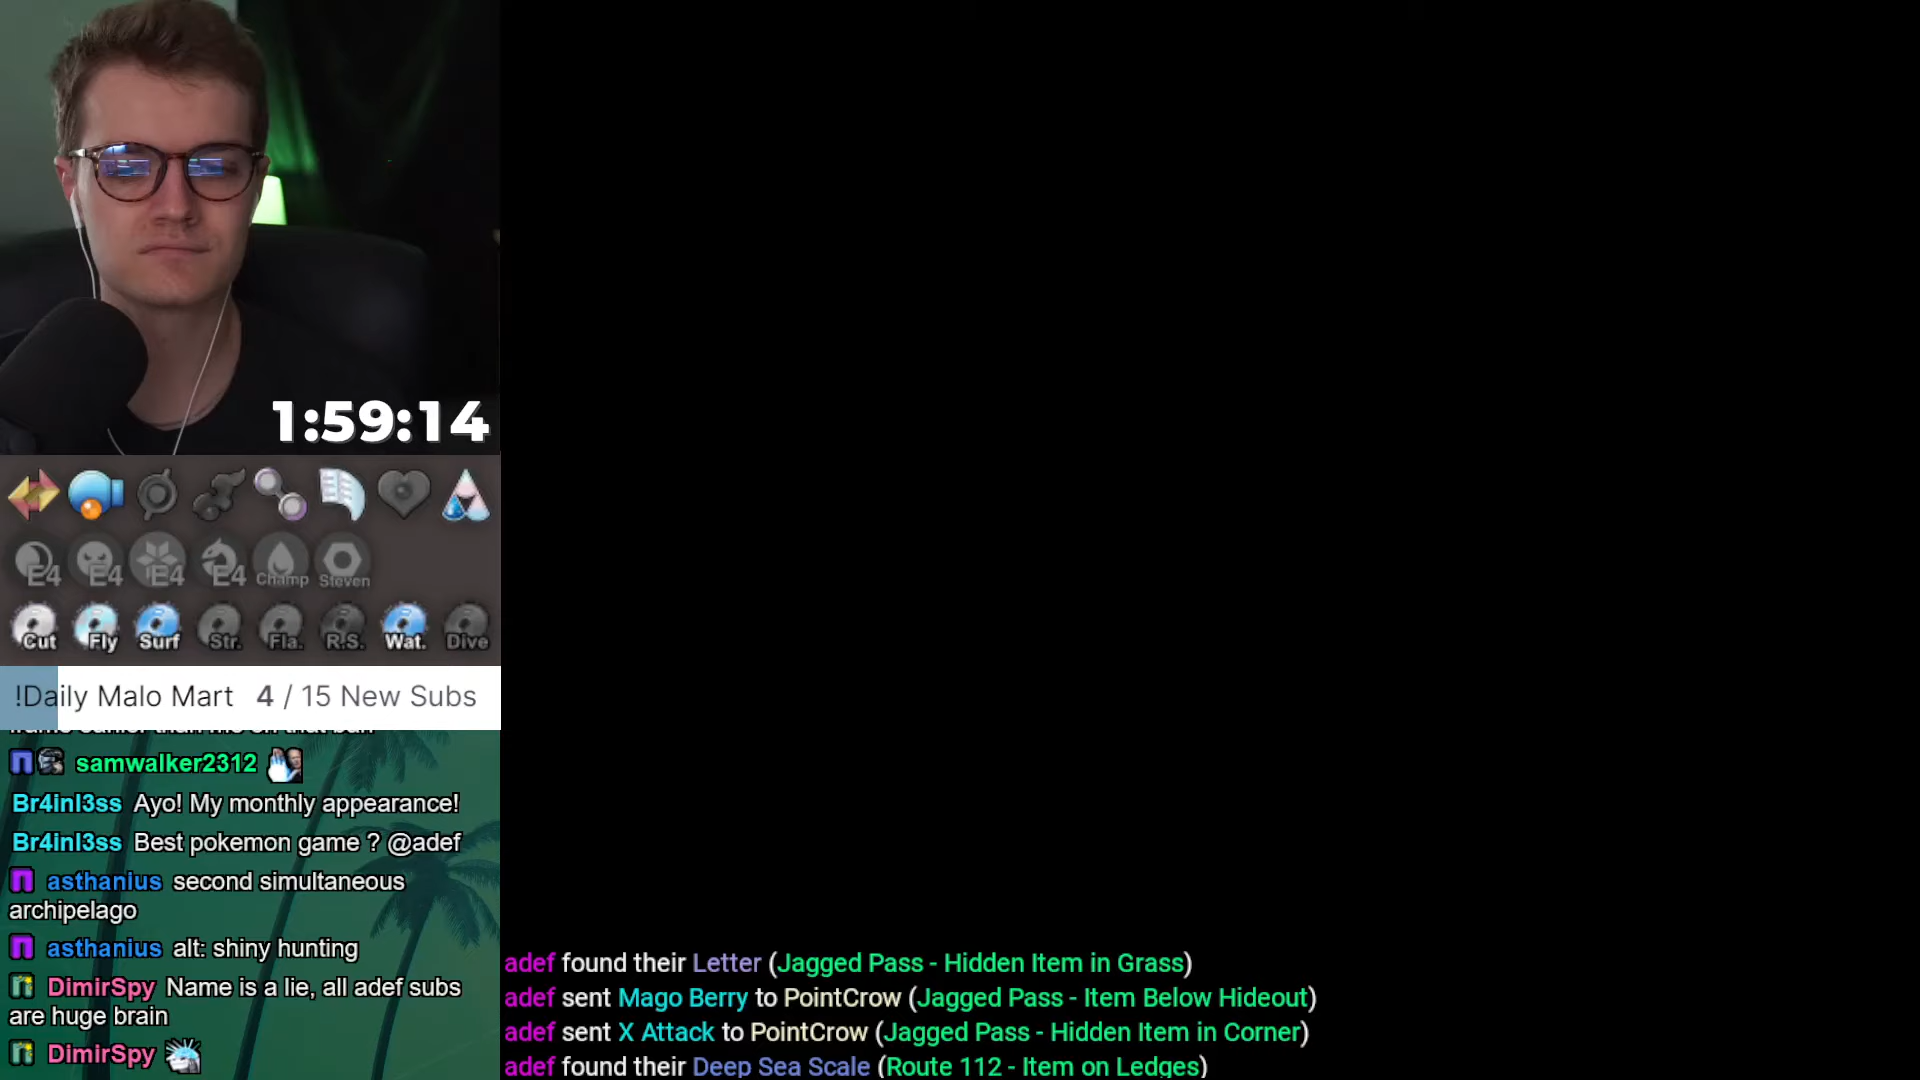 1:59:14
E4 E4 E4 E4 Champ Steven
Cut Fly Surf Str. Fla. R.S. Wat. Dive
!Daily Malo Mart 4 / 15 New Subs
samwalker2312
Br4inl3ss Ayo! My monthly appearance!
Br4inl3ss Best pokemon game ? @adef
asthanius second simultaneous
archipelago
asthanius alt: shiny hunting
DimirSpy Name is a lie, all adef subs
are huge brain
DimirSpy
adef found their Letter (Jagged Pass - Hidden Item in Grass)
adef sent Mago Berry to PointCrow (Jagged Pass - Item Below Hideout)
adef sent X Attack to PointCrow (Jagged Pass - Hidden Item in Corner)
adef found their Deep Sea Scale (Route 112 - Item on Ledges)